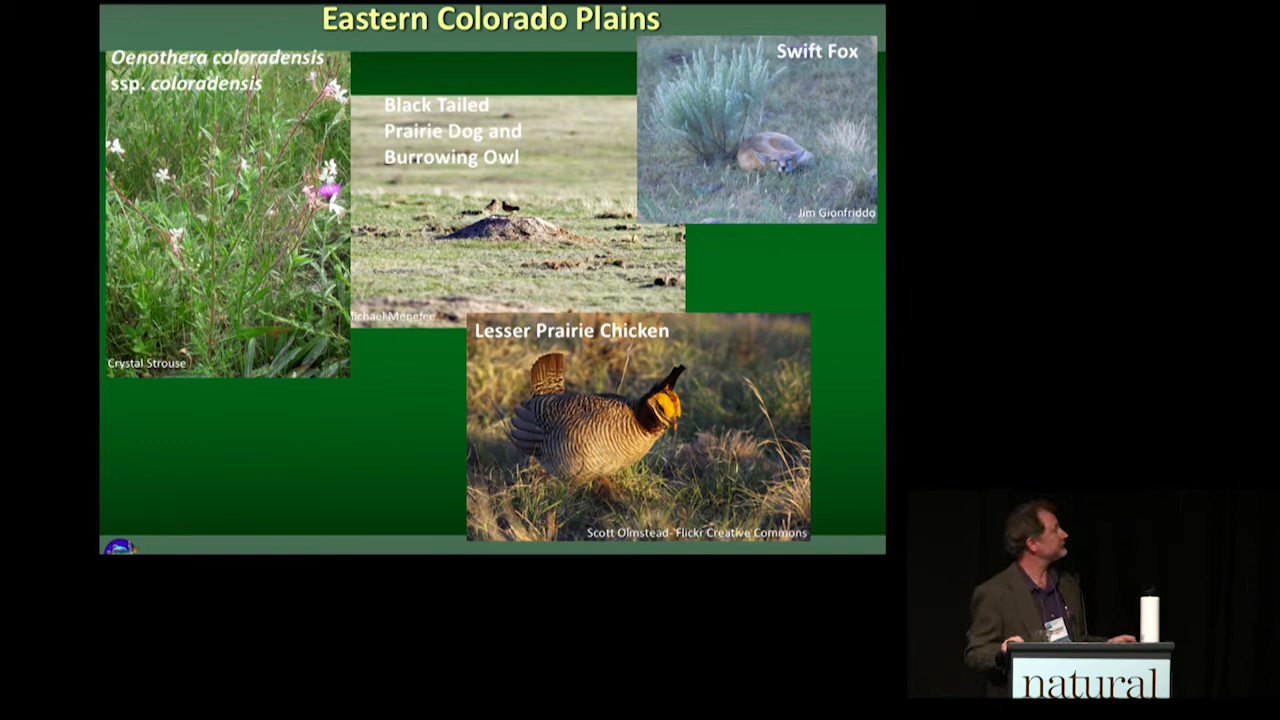 Eastern Colorado Plains
Oenothera coloradensis
ssp. coloradensis
Crystal Strouse
Black Tailed
Prairie Dog and
Burrowing Owl
Michael Menefee
Swift Fox
Jim Gionfriddo
Lesser Prairie Chicken
Scott Olmstead- Flickr Creative Commons
natural